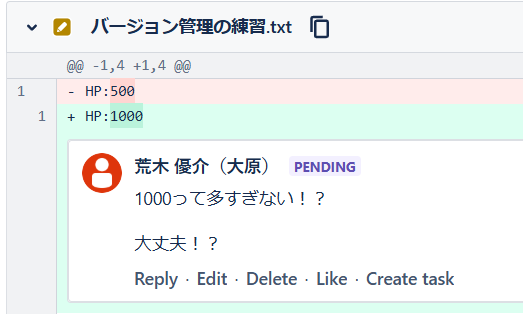 バージョン管理の練習.txt
@@ -1,4 +1,4 @@
1 - HP:500
1 + HP:1000
荒木 優介（大原） PENDING
1000って多すぎない！？
大丈夫！？
Reply · Edit · Delete · Like · Create task